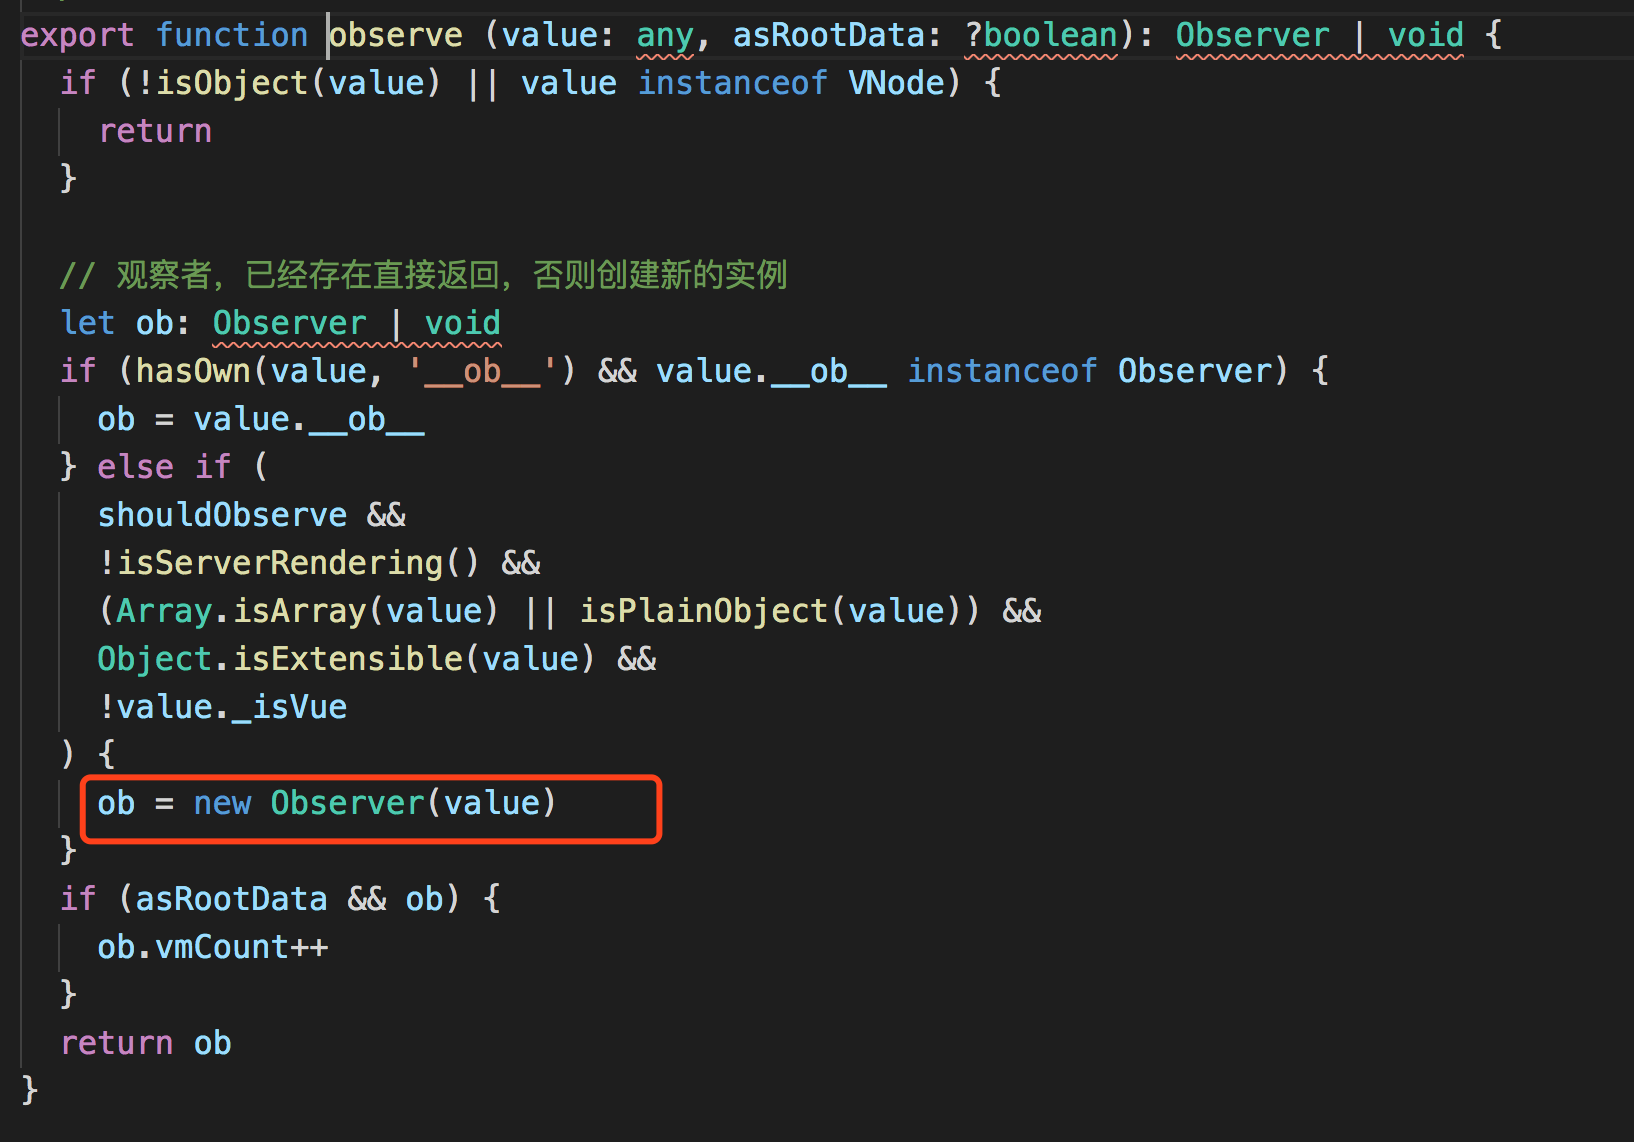 export function observe (value: any, asRootData: ?boolean): Observer | void {
  if (!isObject(value) || value instanceof VNode) {
    return
  }

  // 观察者，已经存在直接返回，否则创建新的实例
  let ob: Observer | void
  if (hasOwn(value, '__ob__') && value.__ob__ instanceof Observer) {
    ob = value.__ob__
  } else if (
    shouldObserve &&
    !isServerRendering() &&
    (Array.isArray(value) || isPlainObject(value)) &&
    Object.isExtensible(value) &&
    !value._isVue
  ) {
    ob = new Observer(value)
  }
  if (asRootData && ob) {
    ob.vmCount++
  }
  return ob
}